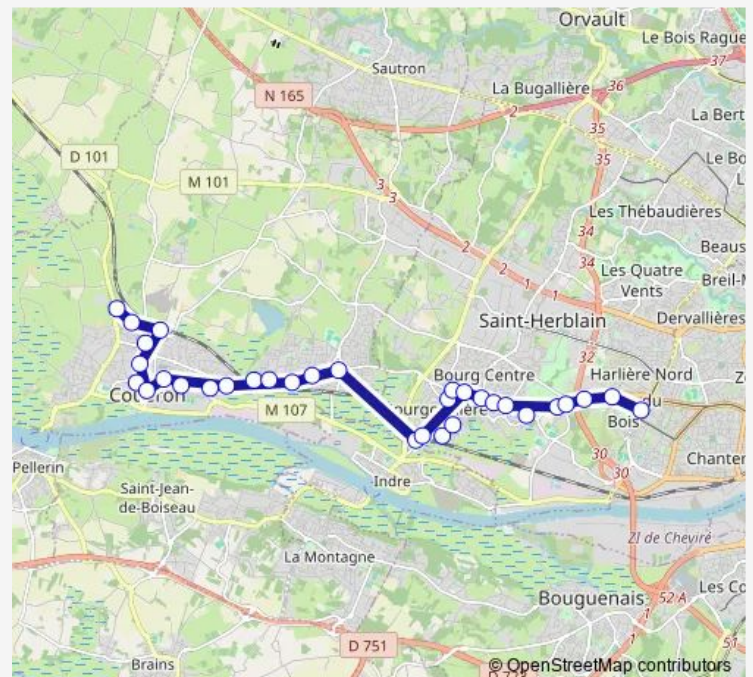 Orvault
Le Bois Rague
37
Sautron
La Bugallière
36
N 165
2
La Bert
35
35
Le Bo
D 101
M 101
3
3
Les Thébaudières
34
2
Beaus
34
Les Quatre
Vents
Breil-M
2
1
1
Saint-Herblain
Dervallières
32
Bourg Centre
Harlière Nord
du
Bois
M 107
30
30
Chanter
Pellerin
Indre
Saint-Jean-
de-Boiseau
ZI de Cheviré
La Montagne
Bouguenais
52 A
Les Co
1
1
51
D 751
Brains
© OpenStreetMap contributors